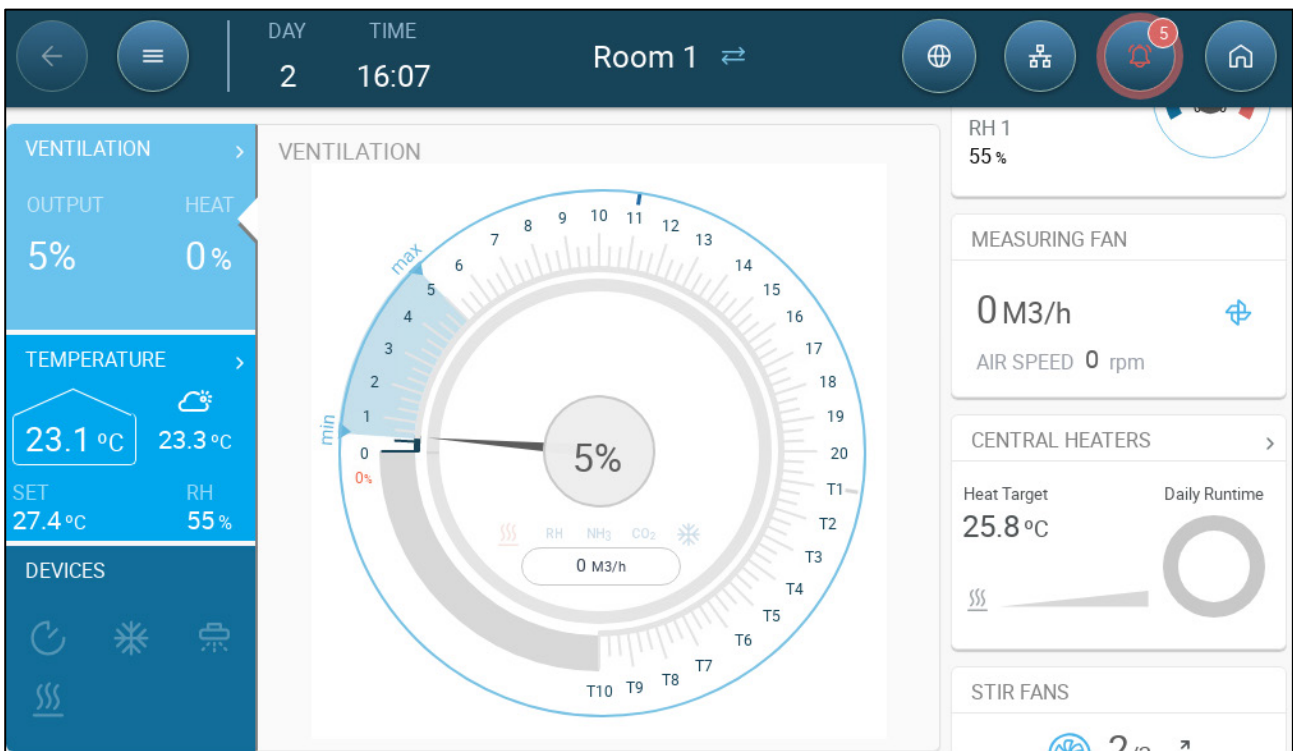 DAY TIME
2 16:07
Room 1
5
VENTILATION
OUTPUT HEAT
5% 0 %
TEMPERATURE
23.1 ºC 23.3 ºC
SET RH
27.4 ºC 55 %
DEVICES
VENTILATION
min
max
0%
0
1
2
3
4
5
6
7
8
9
10
11
12
13
14
15
16
17
18
19
20
T1
T2
T3
T4
T5
T6
T7
T8
T9
T10
5%
RH NH3 CO2
0 M3/h
RH 1
55 %
MEASURING FAN
0 M3/h
AIR SPEED 0 rpm
CENTRAL HEATERS
Heat Target Daily Runtime
25.8 ºC
STIR FANS